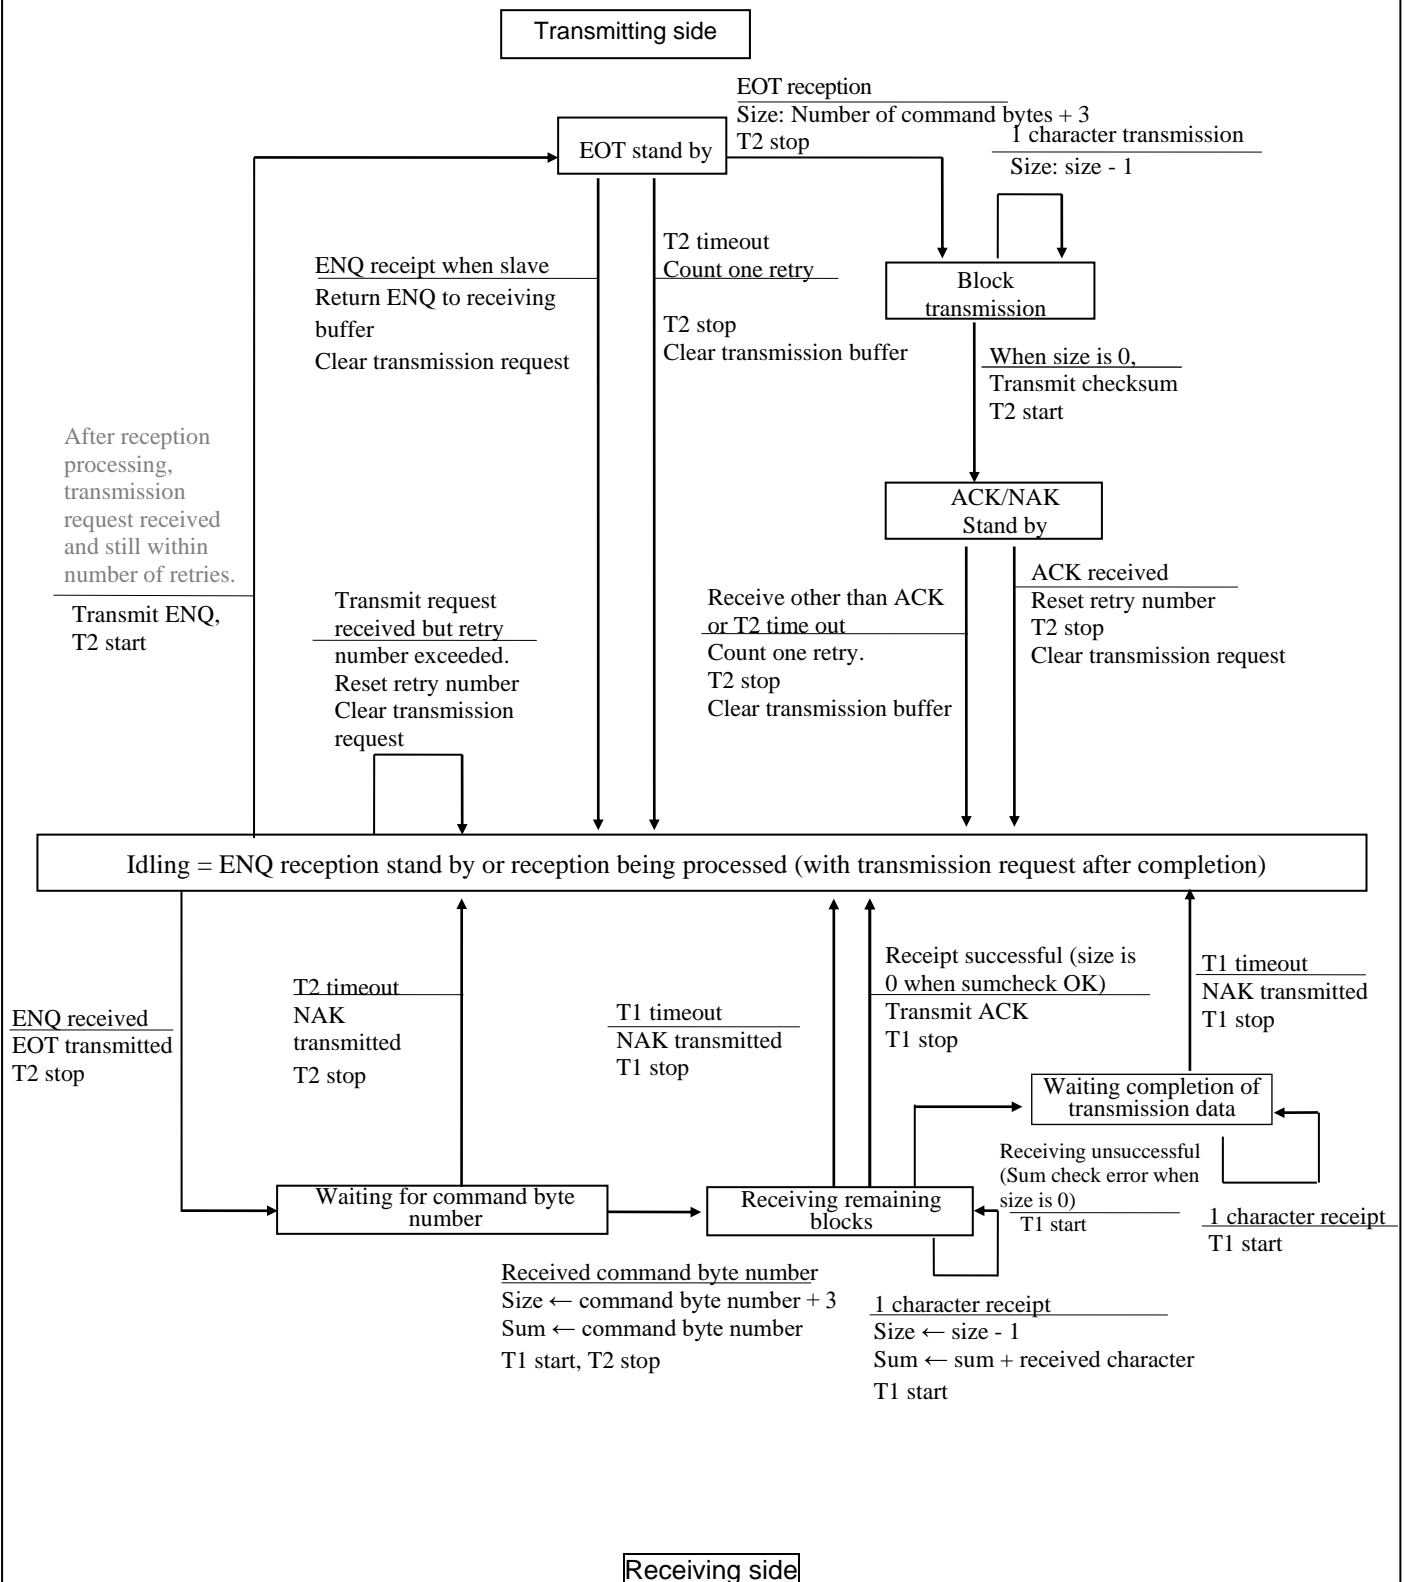 Transmitting side
EOT reception
Size: Number of command bytes + 3
T2 stop
1 character transmission
Size: size - 1
EOT stand by
T2 timeout
Count one retry
T2 stop
Clear transmission buffer
ENQ receipt when slave
Return ENQ to receiving
buffer
Clear transmission request
Block
transmission
When size is 0,
Transmit checksum
T2 start
After reception
processing,
transmission
request received
and still within
number of retries.
Transmit ENQ,
T2 start
ACK/NAK
Stand by
Transmit request
received but retry
number exceeded.
Reset retry number
Clear transmission
request
Receive other than ACK
or T2 time out
Count one retry.
T2 stop
Clear transmission buffer
ACK received
Reset retry number
T2 stop
Clear transmission request
Idling = ENQ reception stand by or reception being processed (with transmission request after completion)
ENQ received
EOT transmitted
T2 stop
T2 timeout
NAK
transmitted
T2 stop
T1 timeout
NAK transmitted
T1 stop
Receipt successful (size is
0 when sumcheck OK)
Transmit ACK
T1 stop
T1 timeout
NAK transmitted
T1 stop
Waiting completion of
transmission data
Receiving unsuccessful
(Sum check error when
size is 0)
T1 start
1 character receipt
T1 start
Waiting for command byte
number
Receiving remaining
blocks
Received command byte number
Size ← command byte number + 3
Sum ← command byte number
T1 start, T2 stop
1 character receipt
Size ← size - 1
Sum ← sum + received character
T1 start
Receiving side